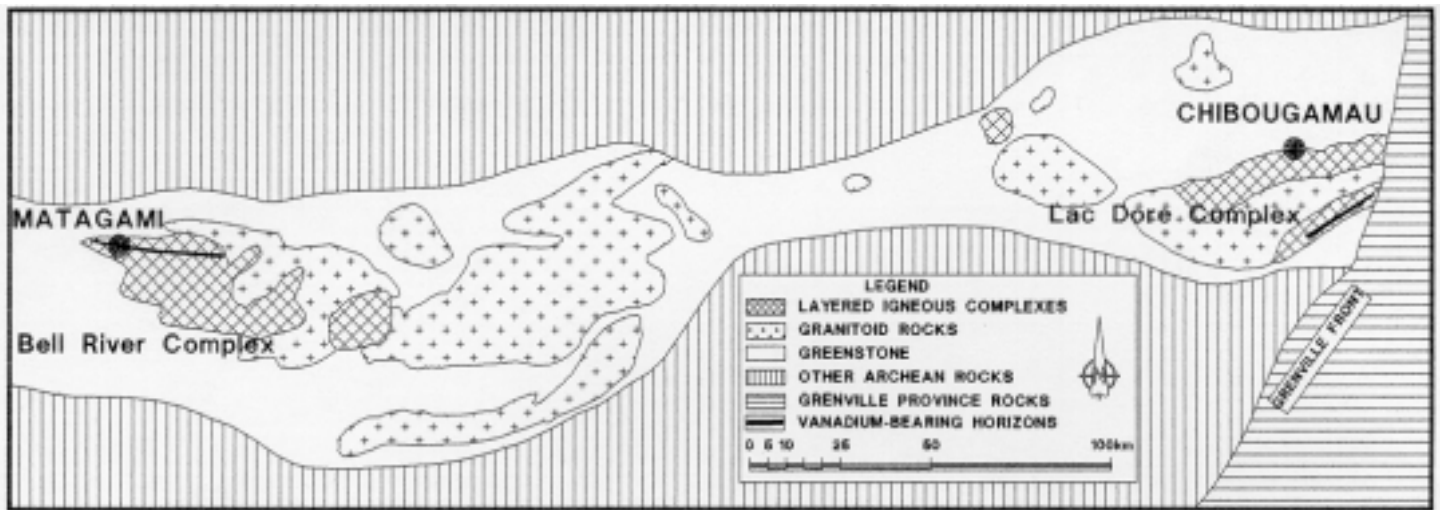 CHIBOUGAMAU
MATAGAMI
Lac Doré Complex
Bell River Complex
LEGEND
LAYERED IGNEOUS COMPLEXES
GRANITOID ROCKS
GREENSTONE
OTHER ARCHEAN ROCKS
GRENVILLE PROVINCE ROCKS
VANADIUM-BEARING HORIZONS
0 5 10 25 50 100km
N
GRENVILLE FRONT